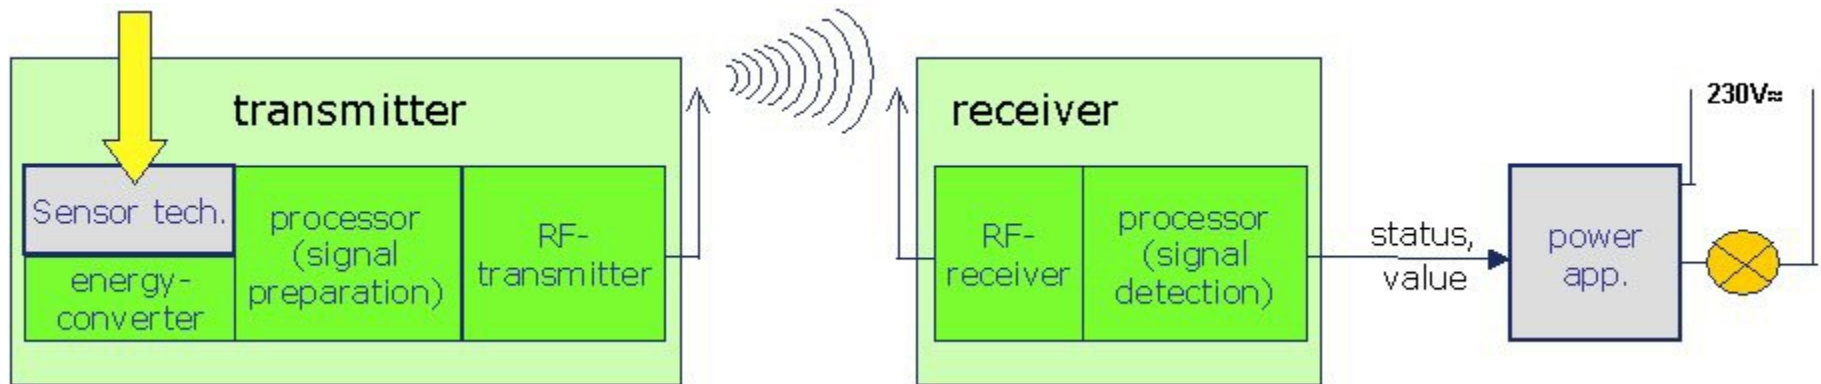 transmitter
Sensor tech.
energy-
converter
processor
(signal
preparation)
RF-
transmitter
receiver
RF-
receiver
processor
(signal
detection)
status,
value
power
app.
230V≈